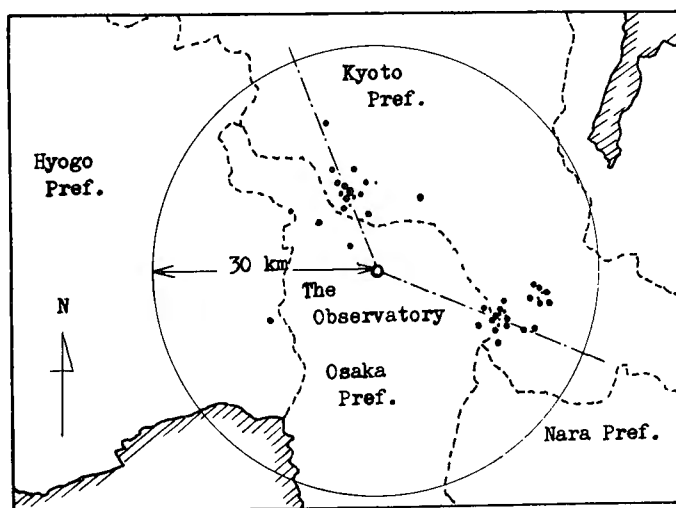 Kyoto
Pref.
Hyogo
Pref.
30 km
The
Observatory
N
Osaka
Pref.
Nara Pref.